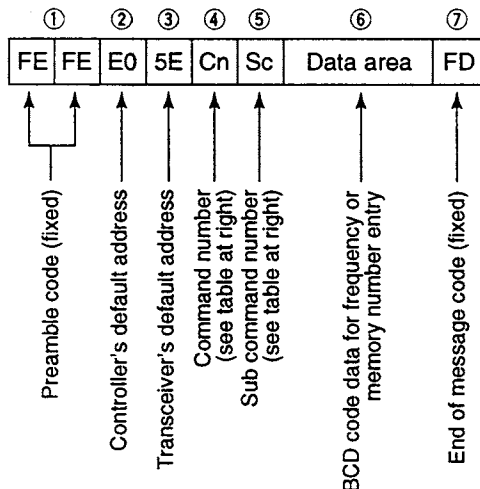 ① ② ③ ④ ⑤ ⑥ ⑦
FE FE E0 5E Cn Sc Data area FD
Preamble code (fixed)
Controller's default address
Transceiver's default address
Command number
(see table at right)
Sub command number
(see table at right)
BCD code data for frequency or
memory number entry
End of message code (fixed)